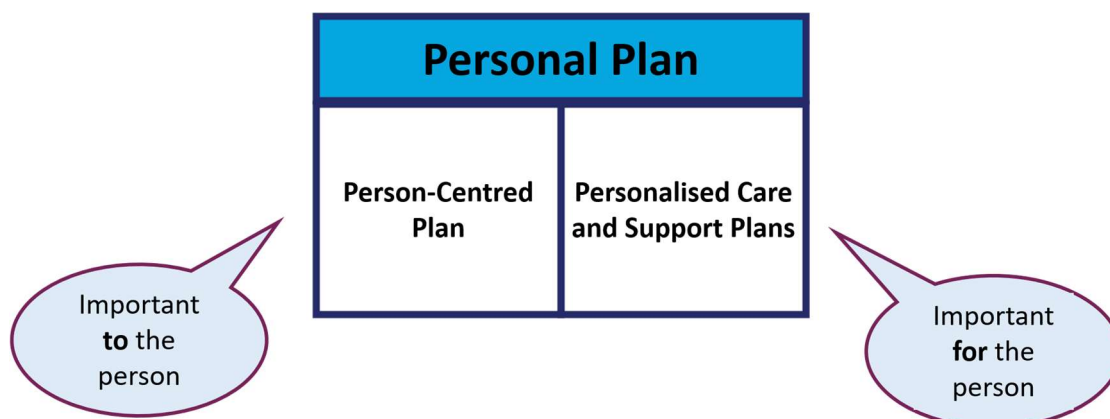 Personal Plan
Person-Centred
Plan
Personalised Care
and Support Plans
Important
to the
person
Important
for the
person